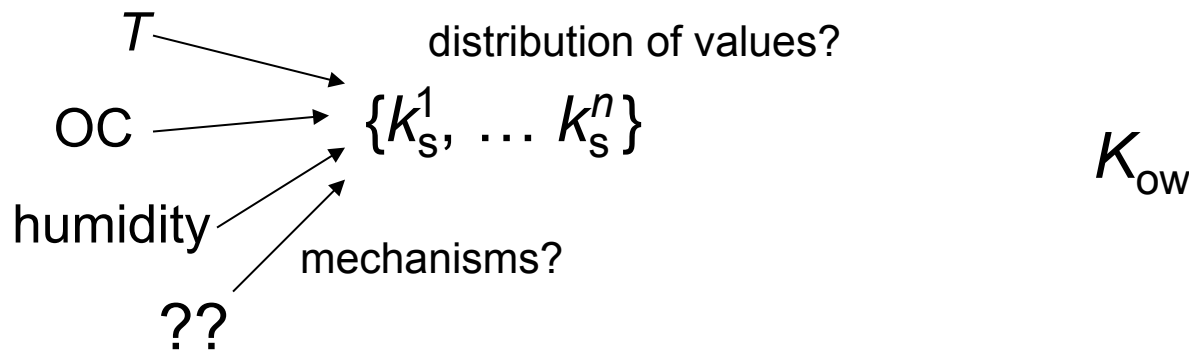 T
distribution of values?
OC
{k_s^1, … k_s^n}
K_ow
humidity
mechanisms?
??